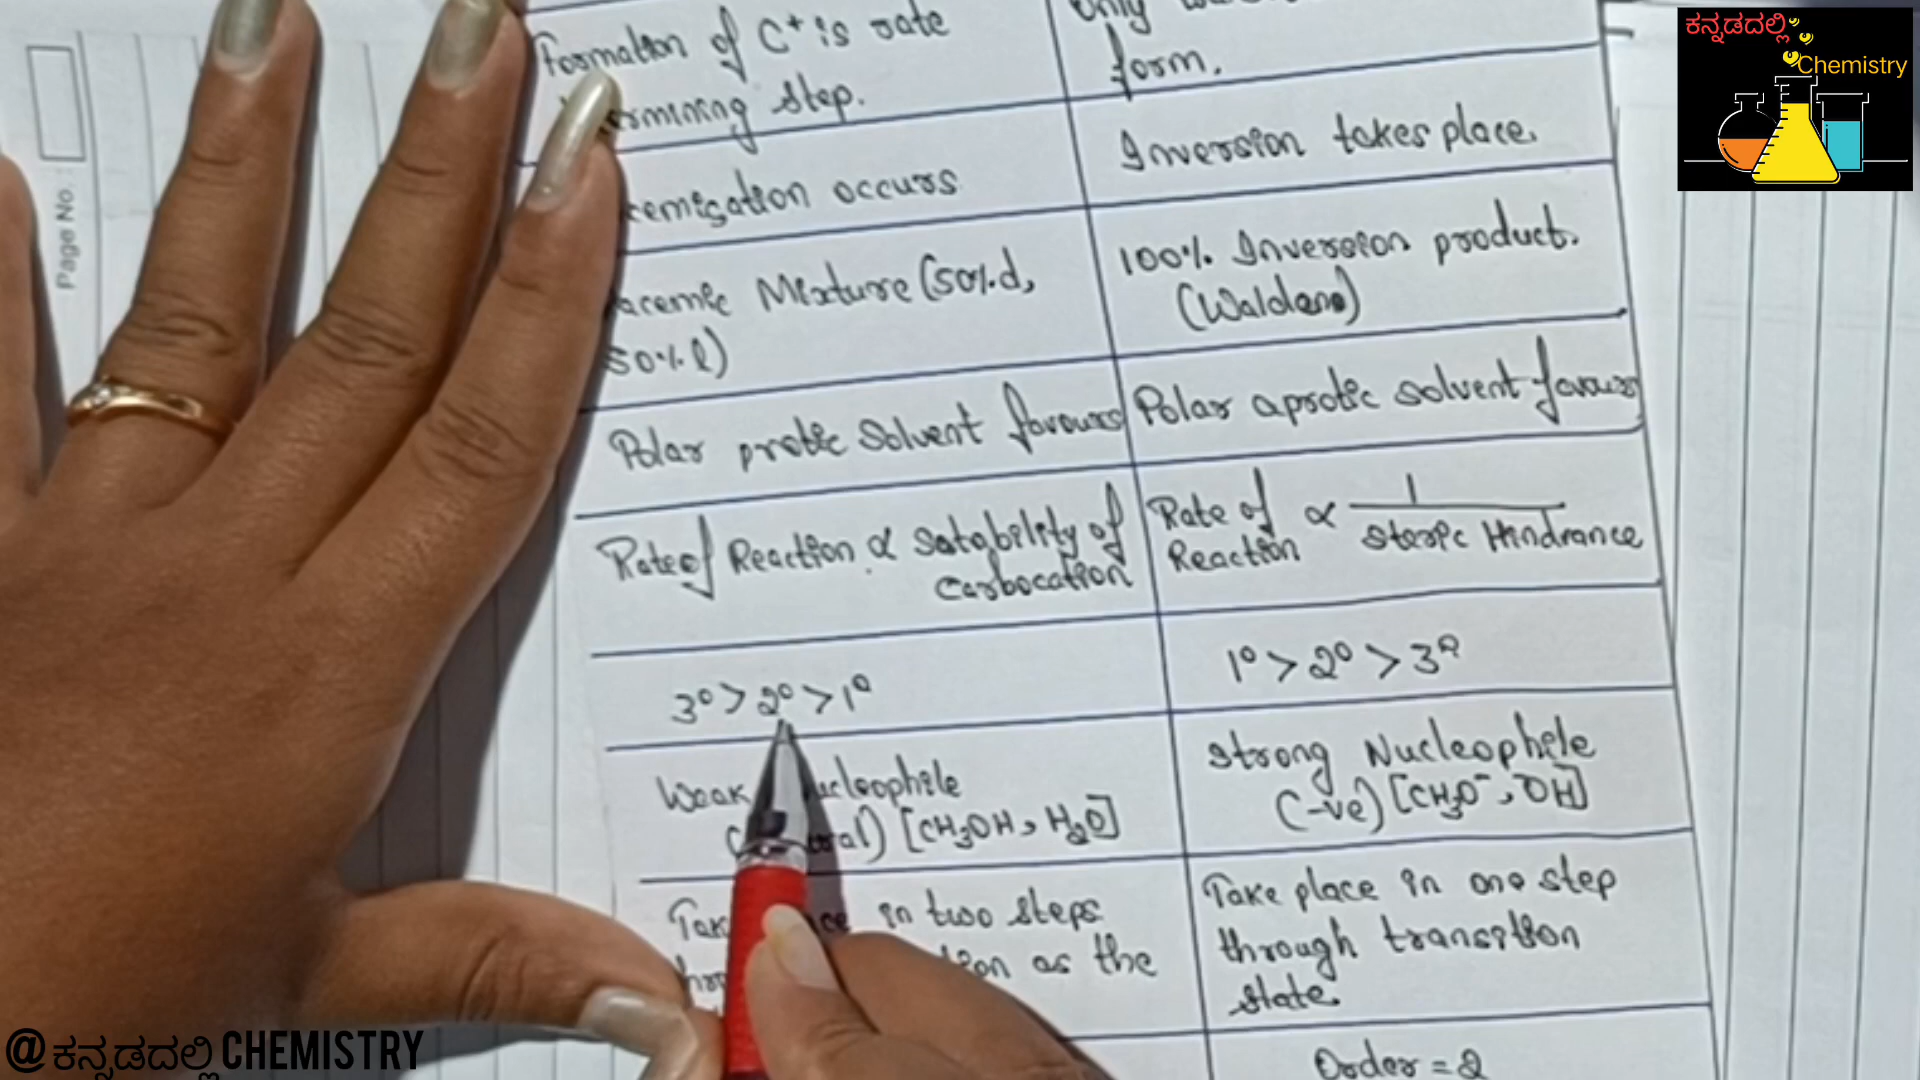 ಕನ್ನಡದಲ್ಲಿ
Chemistry
Page No. :
Formation of C⁺ is rate
step.
form.
occurs
Inversion takes place.
Mixture (50%.d,
50%.l)
100%. Inversion product.
Polar protic solvent favours
Polar aprotic solvent favours
Rate of Reaction ∝ Satability of
Carbocation
Rate of ∝ 1
Reaction Steric Hindrance
3° > 2° > 1°
1° > 2° > 3°
Weak
[CH₃OH, H₂O]
Strong Nucleophile
(-ve) [CH₃O⁻, ⁻OH]
in two steps
as the
Take place in one step
through transition
state.
Order = 2
@ಕನ್ನಡದಲ್ಲಿ CHEMISTRY